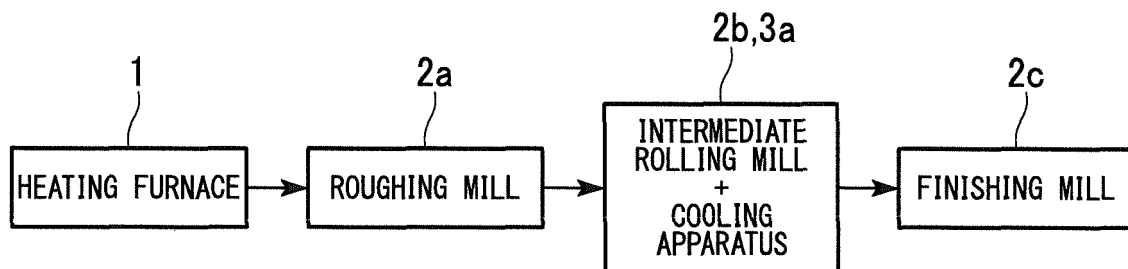 1
2a
2b,3a
2c
HEATING FURNACE
ROUGHING MILL
INTERMEDIATE
ROLLING MILL
+
COOLING
APPARATUS
FINISHING MILL